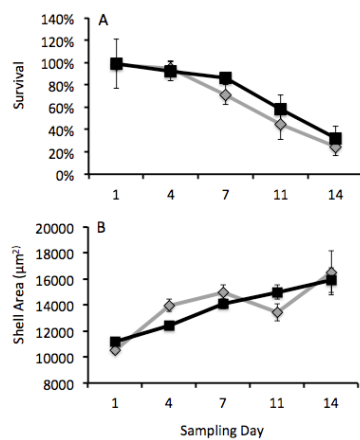 A
140%
120%
100%
80%
60%
40%
20%
0%
Survival
1 4 7 11 14
B
20000
18000
16000
14000
12000
10000
8000
Shell Area (μm²)
1 4 7 11 14
Sampling Day